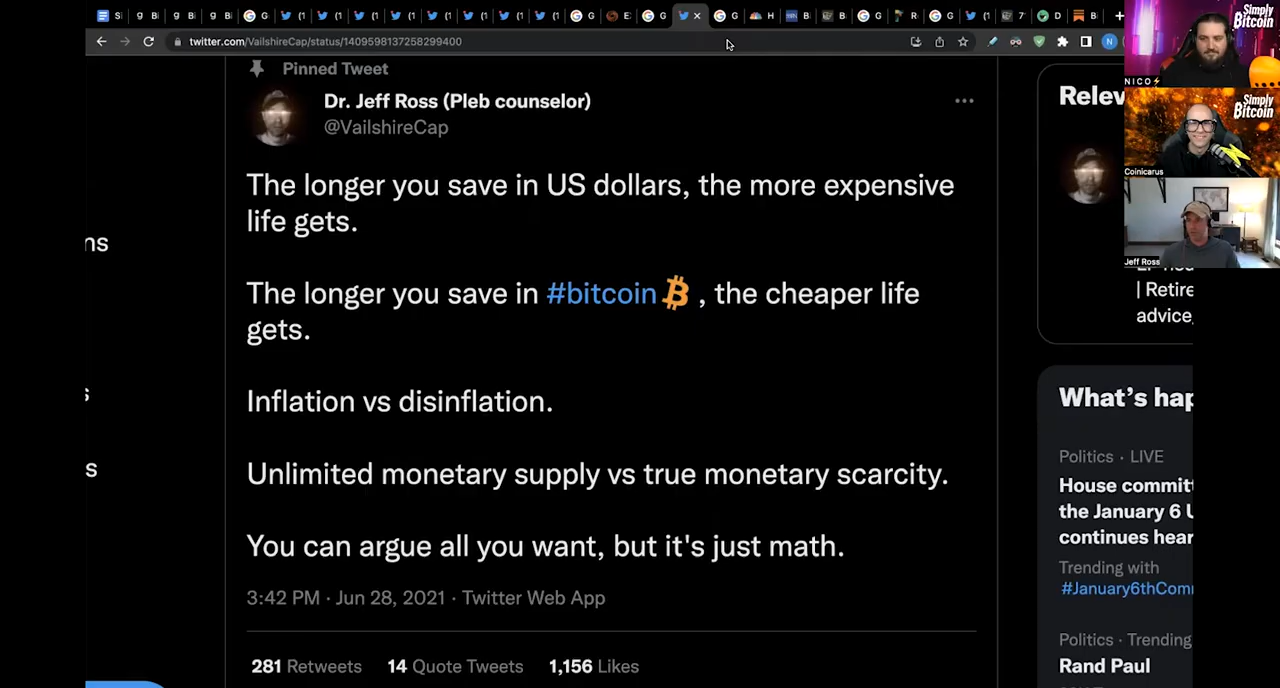 twitter.com/VailshireCap/status/1409598137258299400
Simply
Bitcoin
NICO⚡
Simply
Bitcoin
Coinicarus
Jeff Ross
Pinned Tweet
Dr. Jeff Ross (Pleb counselor)
@VailshireCap
The longer you save in US dollars, the more expensive
life gets.
The longer you save in #bitcoin , the cheaper life
gets.
Inflation vs disinflation.
Unlimited monetary supply vs true monetary scarcity.
You can argue all you want, but it's just math.
3:42 PM · Jun 28, 2021 · Twitter Web App
281 Retweets 14 Quote Tweets 1,156 Likes
ns
s
s
Relev
| Retire
advice,
What's hap
Politics · LIVE
House committ
the January 6 U
continues hear
Trending with
#January6thComm
Politics · Trending
Rand Paul